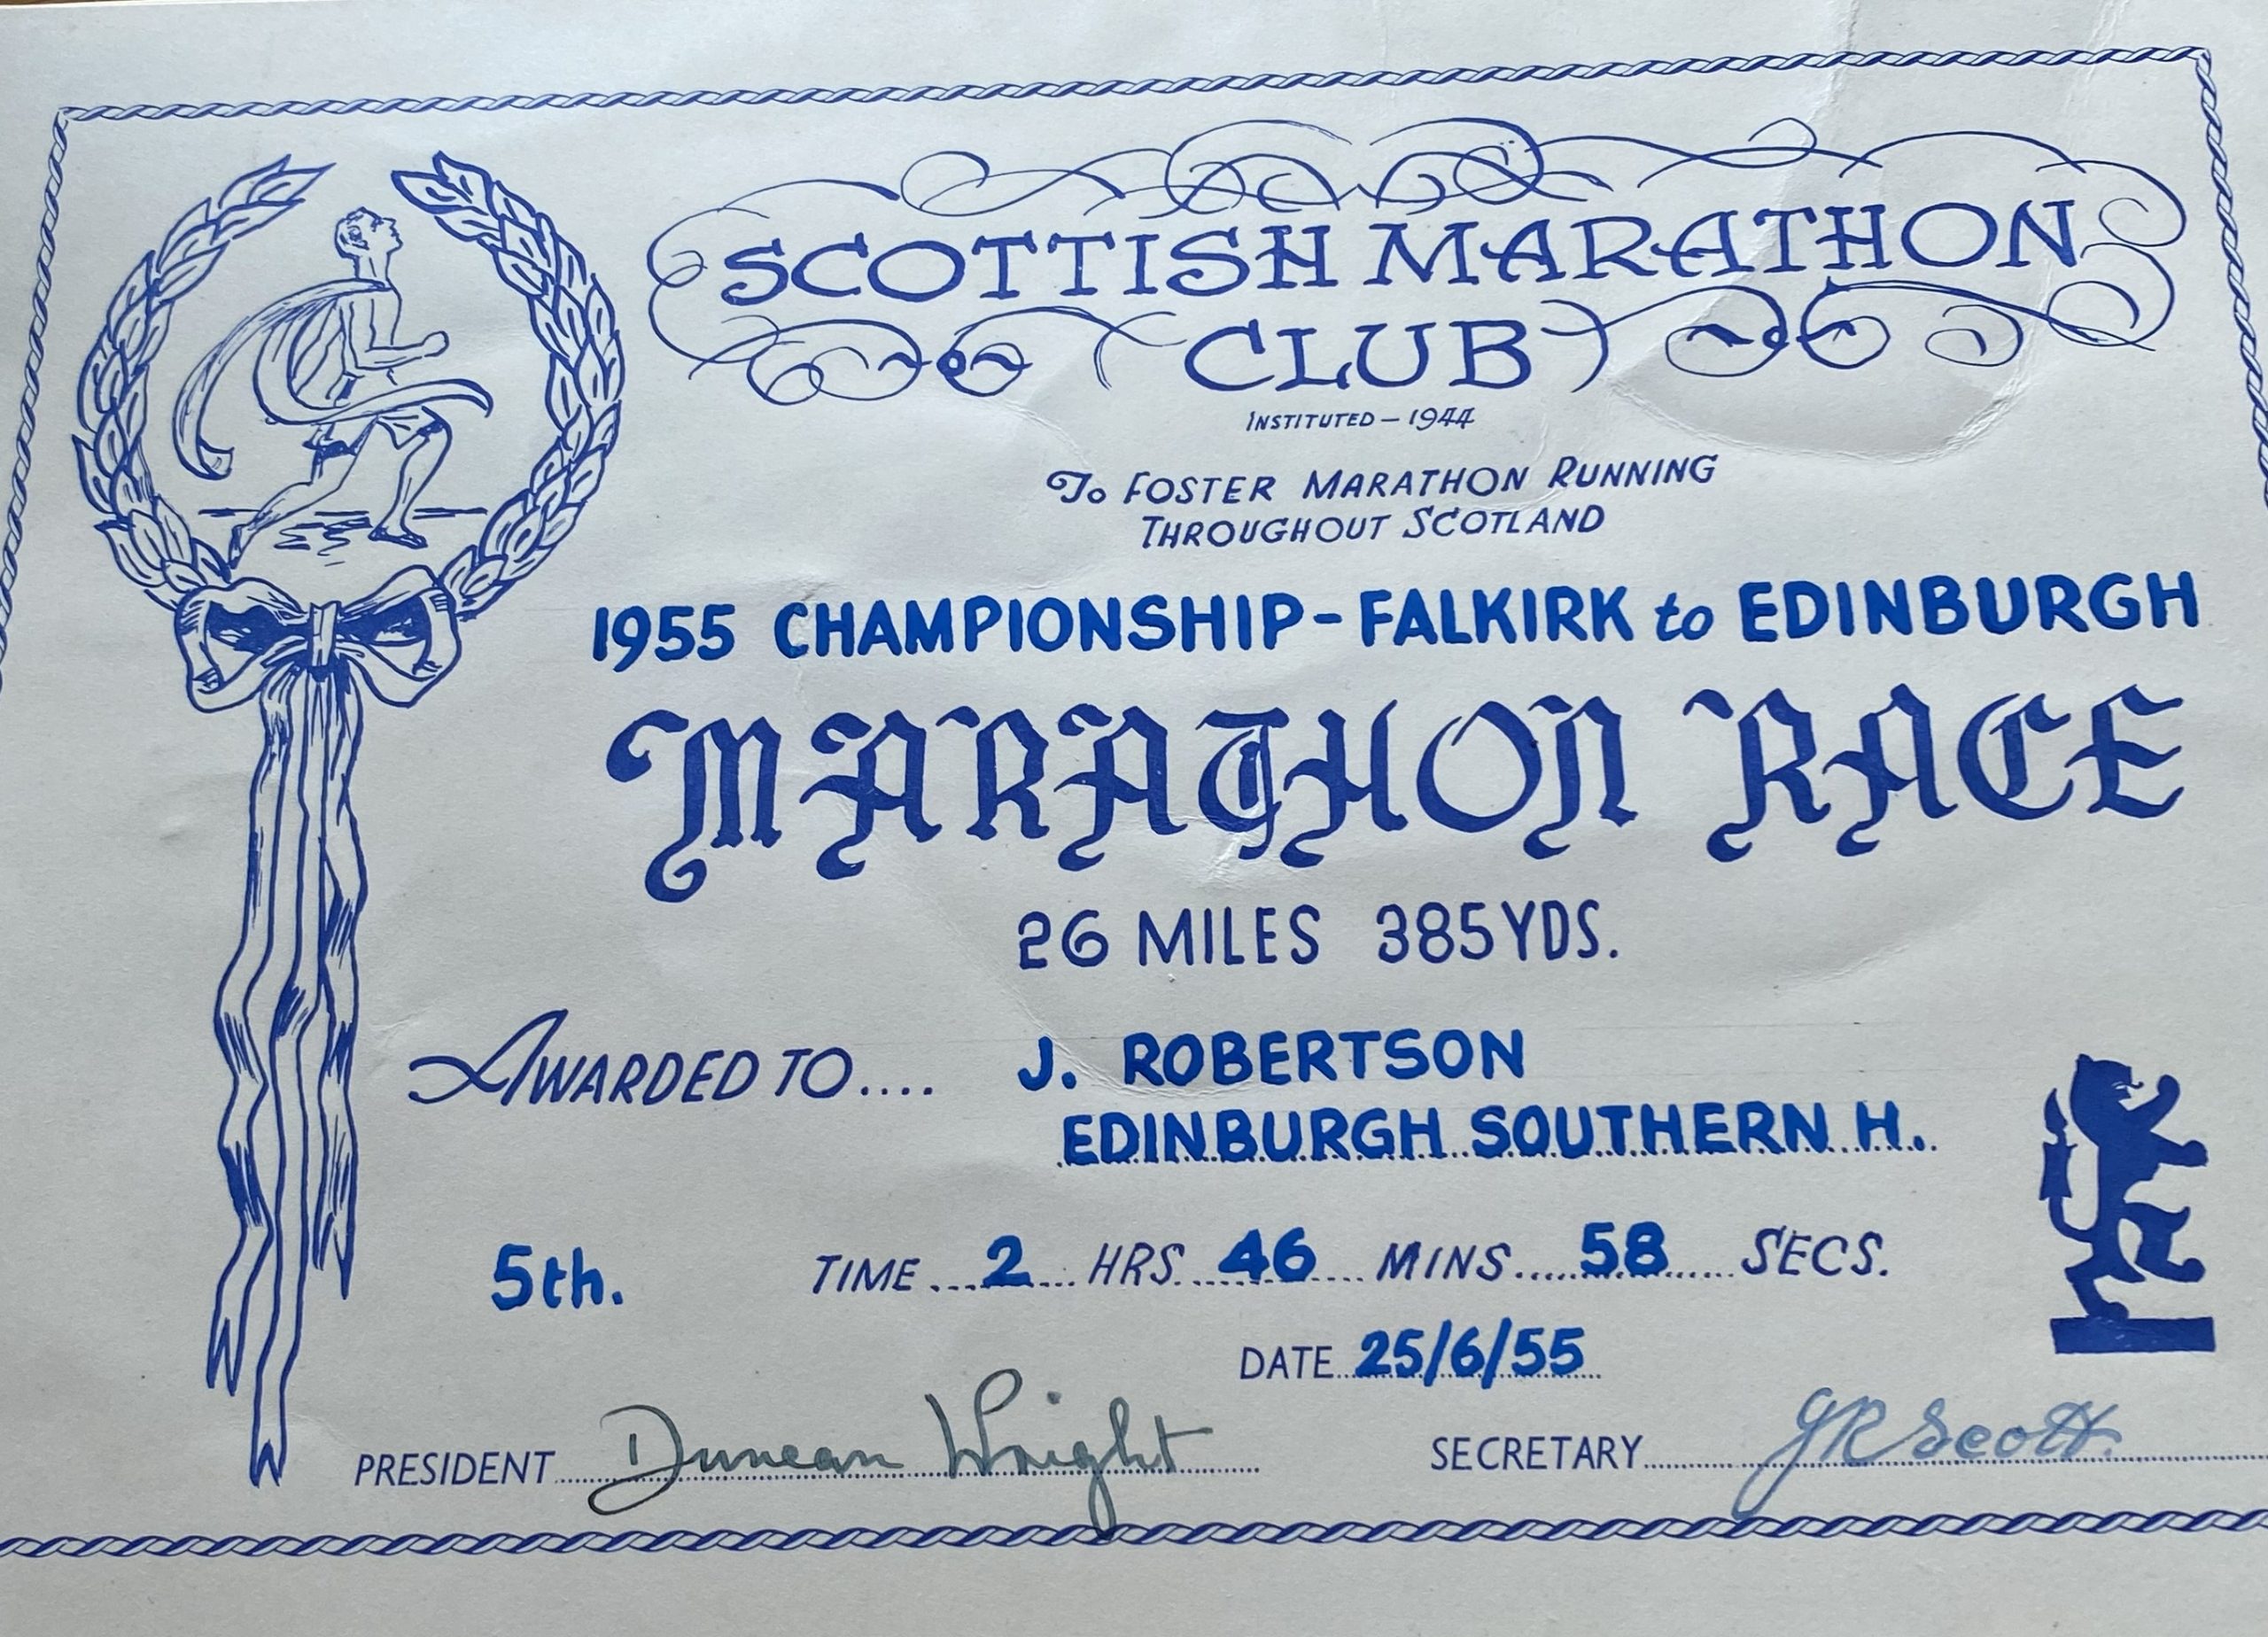 SCOTTISH MARATHON
CLUB
INSTITUTED – 1944
To FOSTER MARATHON RUNNING
THROUGHOUT SCOTLAND
1955 CHAMPIONSHIP - FALKIRK to EDINBURGH
MARATHON RACE
26 MILES 385 YDS.
AWARDED TO.... J. ROBERTSON
EDINBURGH SOUTHERN H.
5th. TIME 2 HRS. 46 MINS 58 SECS.
DATE 25/6/55
PRESIDENT Duncan Wright SECRETARY JR Scott